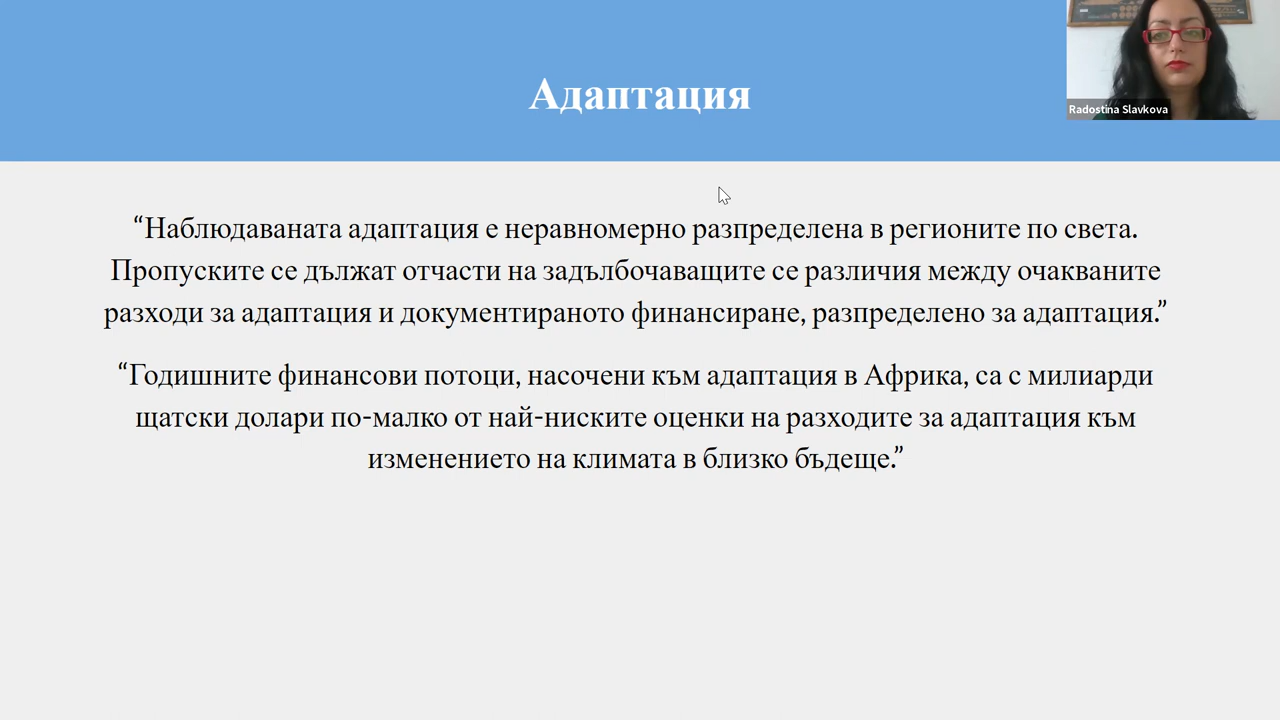 Адаптация
Radostina Slavkova
“Наблюдаваната адаптация е неравномерно разпределена в регионите по света.
Пропуските се дължат отчасти на задълбочаващите се различия между очакваните
разходи за адаптация и документираното финансиране, разпределено за адаптация.”
“Годишните финансови потоци, насочени към адаптация в Африка, са с милиарди
щатски долари по-малко от най-ниските оценки на разходите за адаптация към
изменението на климата в близко бъдеще.”